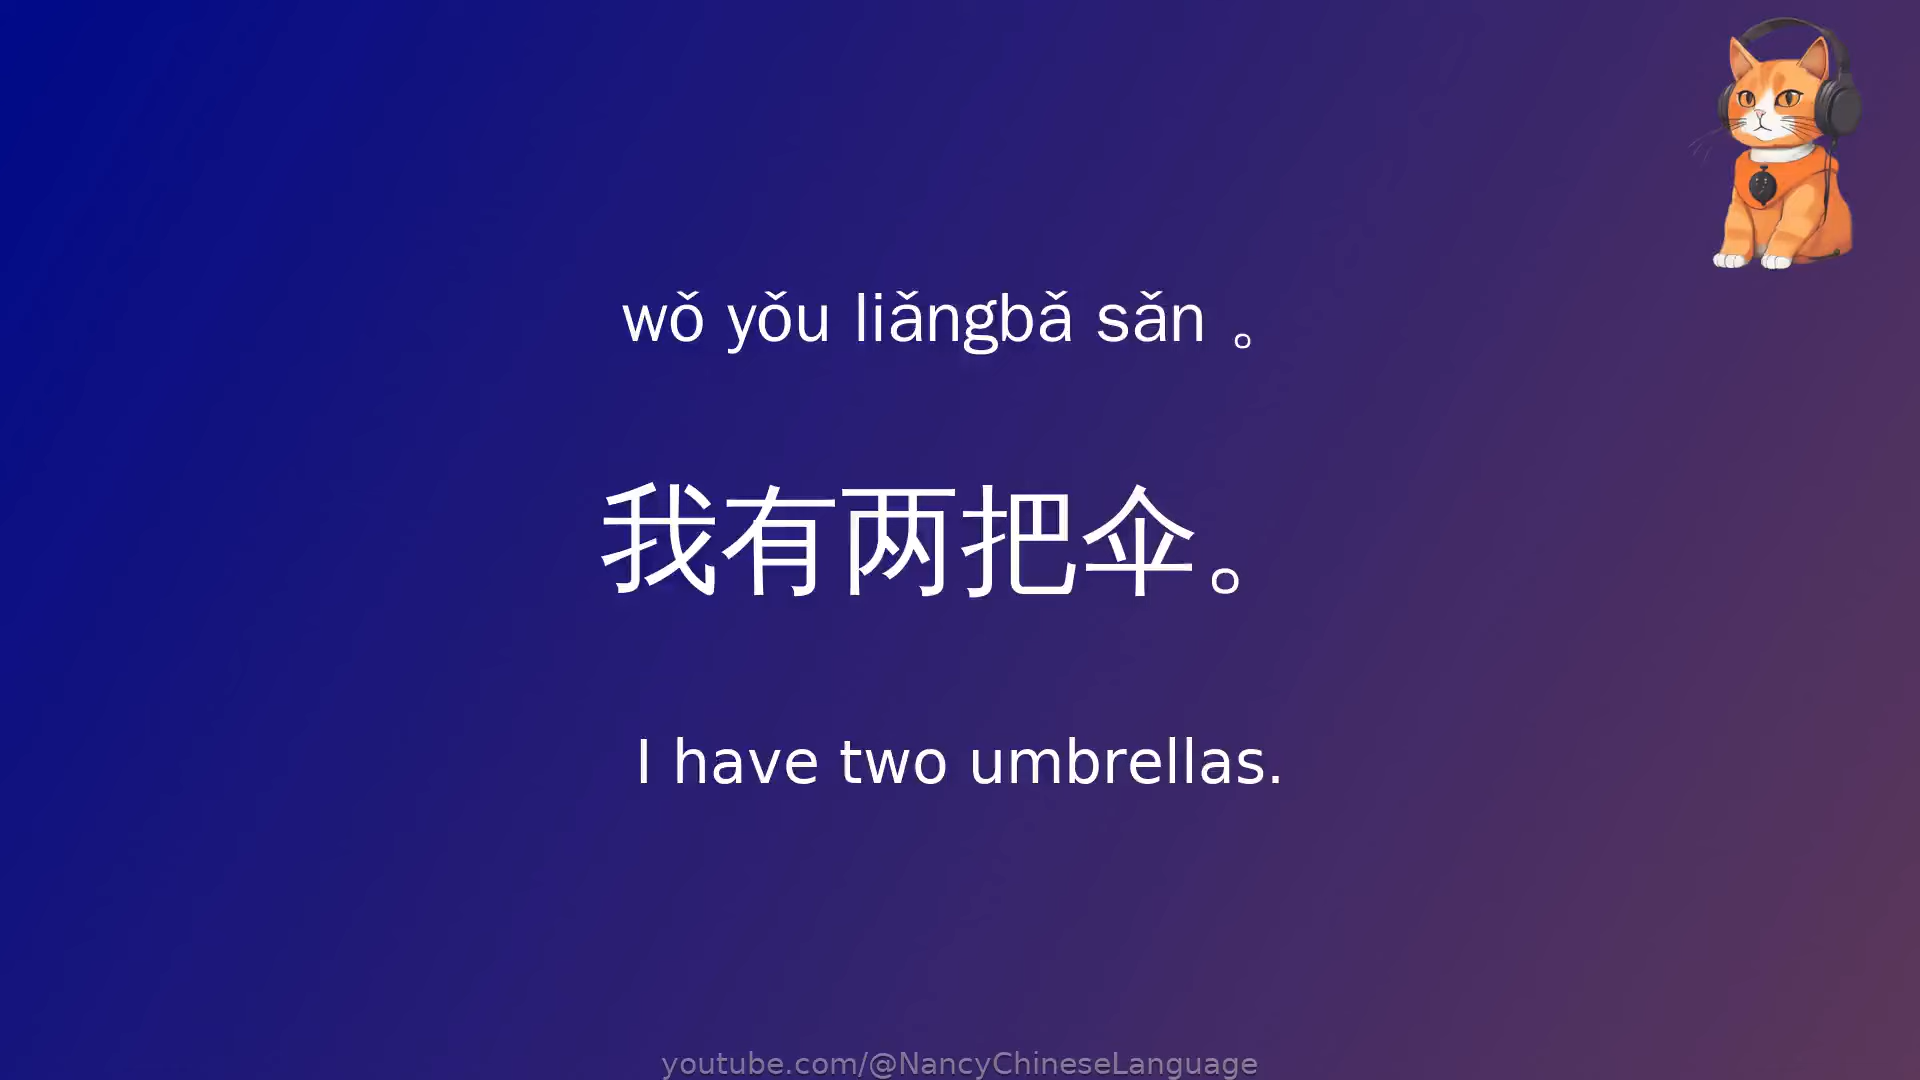 wǒ yǒu liǎngbǎ sǎn 。
我有两把伞。
I have two umbrellas.
youtube.com/@NancyChineseLanguage